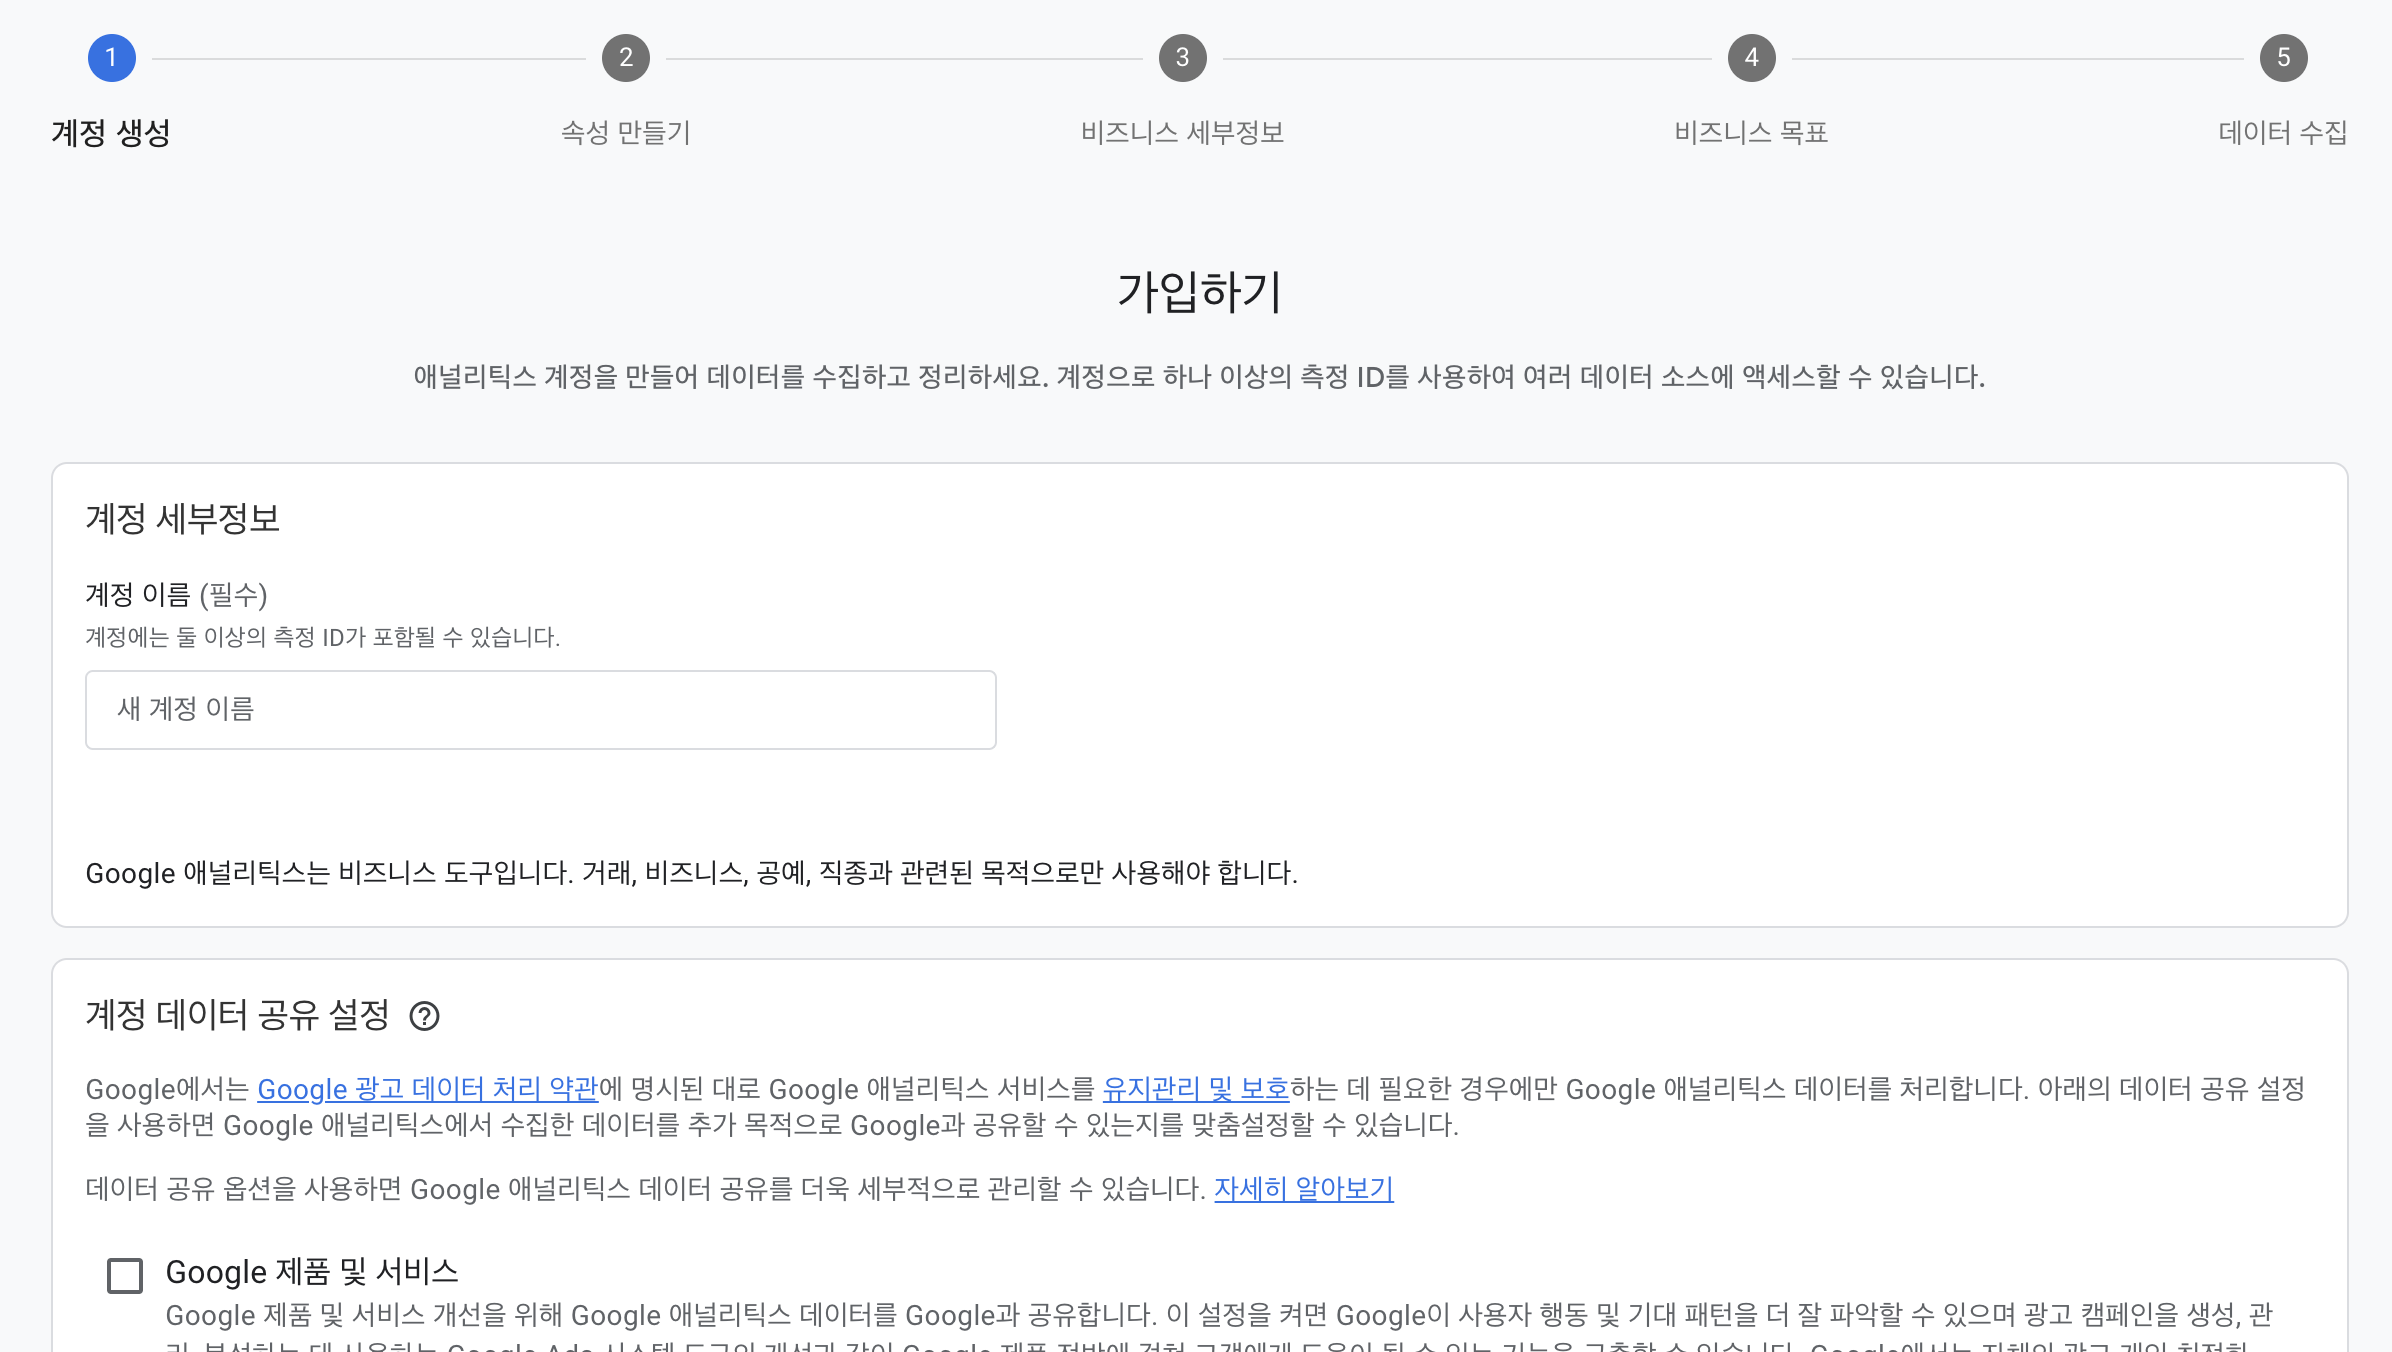 1
2
3
4
5
계정 생성
속성 만들기
비즈니스 세부정보
비즈니스 목표
데이터 수집
가입하기
애널리틱스 계정을 만들어 데이터를 수집하고 정리하세요. 계정으로 하나 이상의 측정 ID를 사용하여 여러 데이터 소스에 액세스할 수 있습니다.
계정 세부정보
계정 이름 (필수)
계정에는 둘 이상의 측정 ID가 포함될 수 있습니다.
새 계정 이름
Google 애널리틱스는 비즈니스 도구입니다. 거래, 비즈니스, 공예, 직종과 관련된 목적으로만 사용해야 합니다.
계정 데이터 공유 설정 ?
Google에서는 Google 광고 데이터 처리 약관에 명시된 대로 Google 애널리틱스 서비스를 유지관리 및 보호하는 데 필요한 경우에만 Google 애널리틱스 데이터를 처리합니다. 아래의 데이터 공유 설정
을 사용하면 Google 애널리틱스에서 수집한 데이터를 추가 목적으로 Google과 공유할 수 있는지를 맞춤설정할 수 있습니다.
데이터 공유 옵션을 사용하면 Google 애널리틱스 데이터 공유를 더욱 세부적으로 관리할 수 있습니다. 자세히 알아보기
Google 제품 및 서비스
Google 제품 및 서비스 개선을 위해 Google 애널리틱스 데이터를 Google과 공유합니다. 이 설정을 켜면 Google이 사용자 행동 및 기대 패턴을 더 잘 파악할 수 있으며 광고 캠페인을 생성, 관